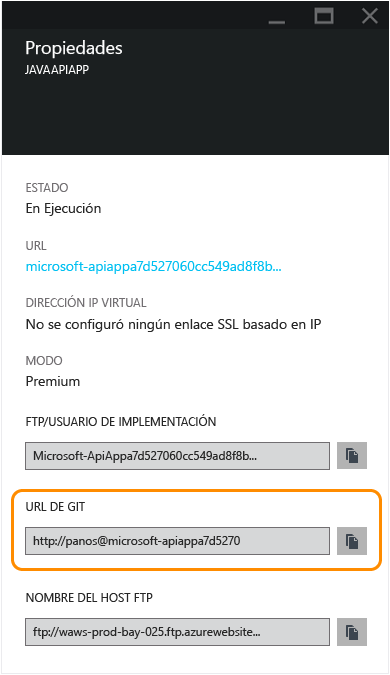 Propiedades
JAVAAPIAPP
ESTADO
En Ejecución
URL
microsoft-apiappa7d527060cc549ad8f8b...
DIRECCIÓN IP VIRTUAL
No se configuró ningún enlace SSL basado en IP
MODO
Premium
FTP/USUARIO DE IMPLEMENTACIÓN
Microsoft-ApiAppa7d527060cc549ad8f8b...
URL DE GIT
http://panos@microsoft-apiappa7d5270
NOMBRE DEL HOST FTP
ftp://waws-prod-bay-025.ftp.azurewebsite...